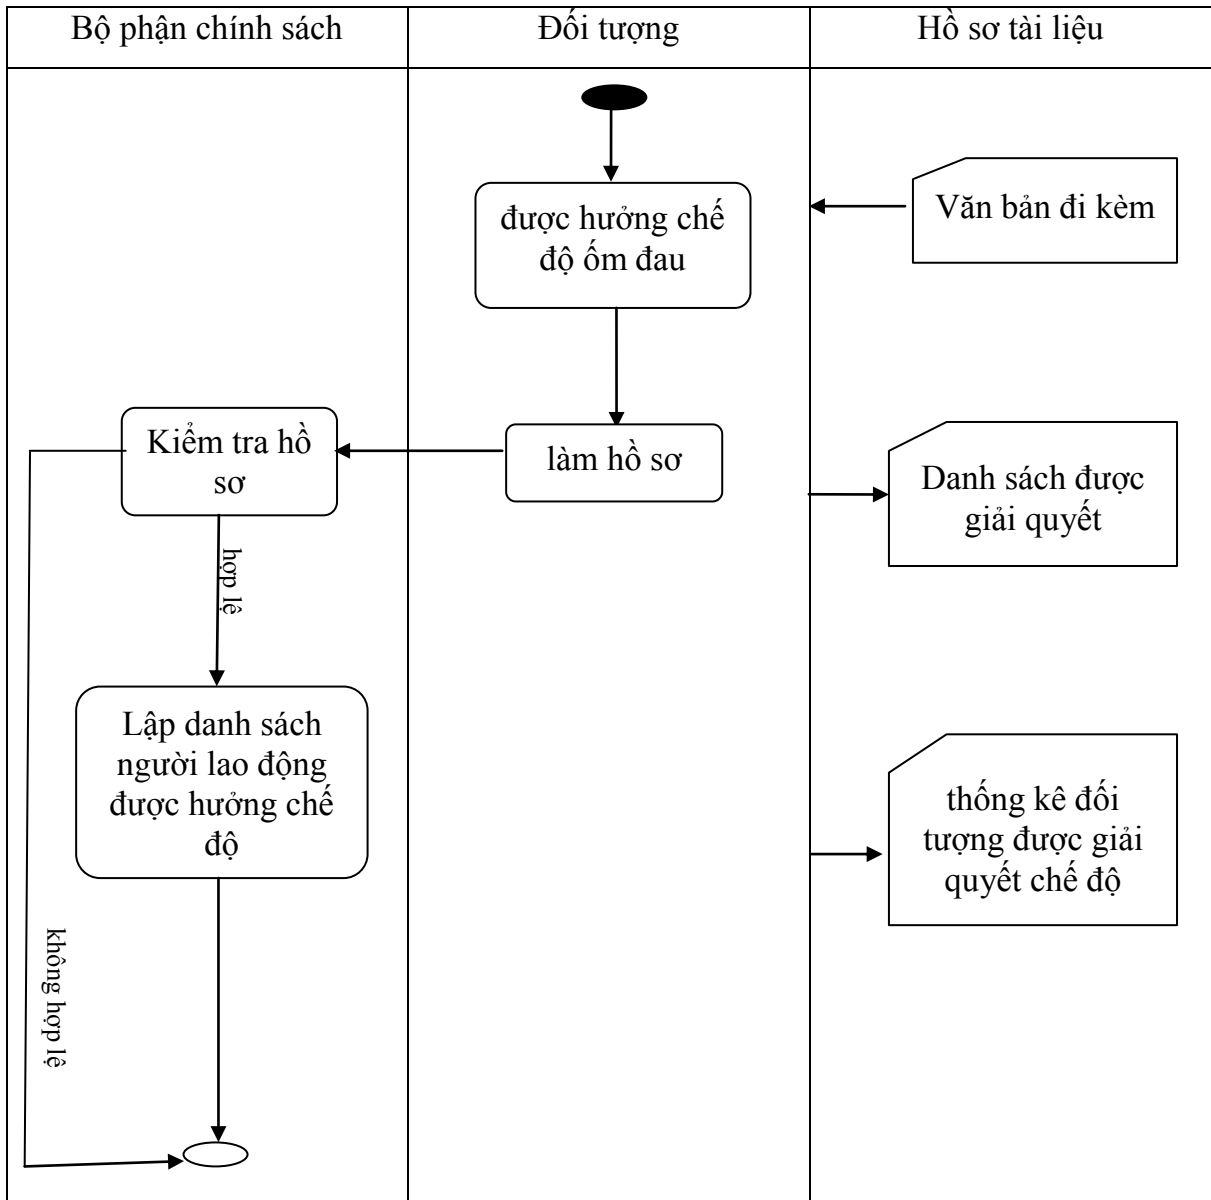 Bộ phận chính sách
Đối tượng
Hồ sơ tài liệu
được hưởng chế
độ ốm đau
Văn bản đi kèm
Kiểm tra hồ
sơ
làm hồ sơ
Danh sách được
giải quyết
hợp lệ
Lập danh sách
người lao động
được hưởng chế
độ
thống kê đối
tượng được giải
quyết chế độ
không hợp lệ